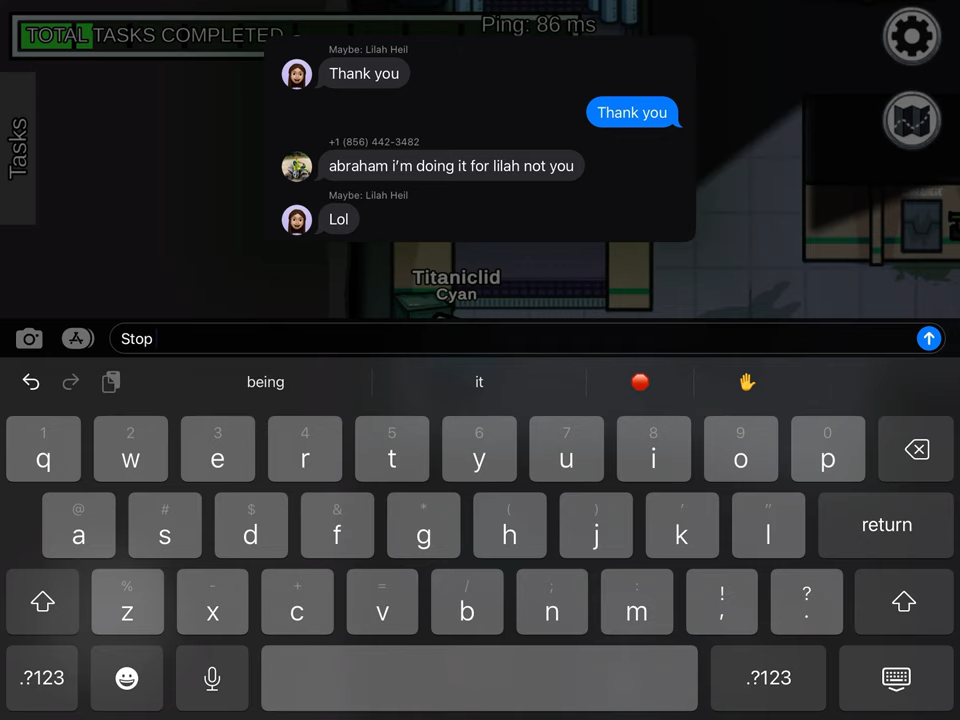 TOTAL TASKS COMPLETED
Ping: 86 ms
Tasks
Maybe: Lilah Heil
Thank you
Thank you
+1 (856) 442-3482
abraham i’m doing it for lilah not you
Maybe: Lilah Heil
Lol
Titaniclid
Cyan
Stop
being it 🛑 ✋
1 2 3 4 5 6 7 8 9 0
q w e r t y u i o p
@ # $ & * ( ) ' "
a s d f g h j k l return
% - + = / ; : ! ?
z x c v b n m , .
.?123 .?123